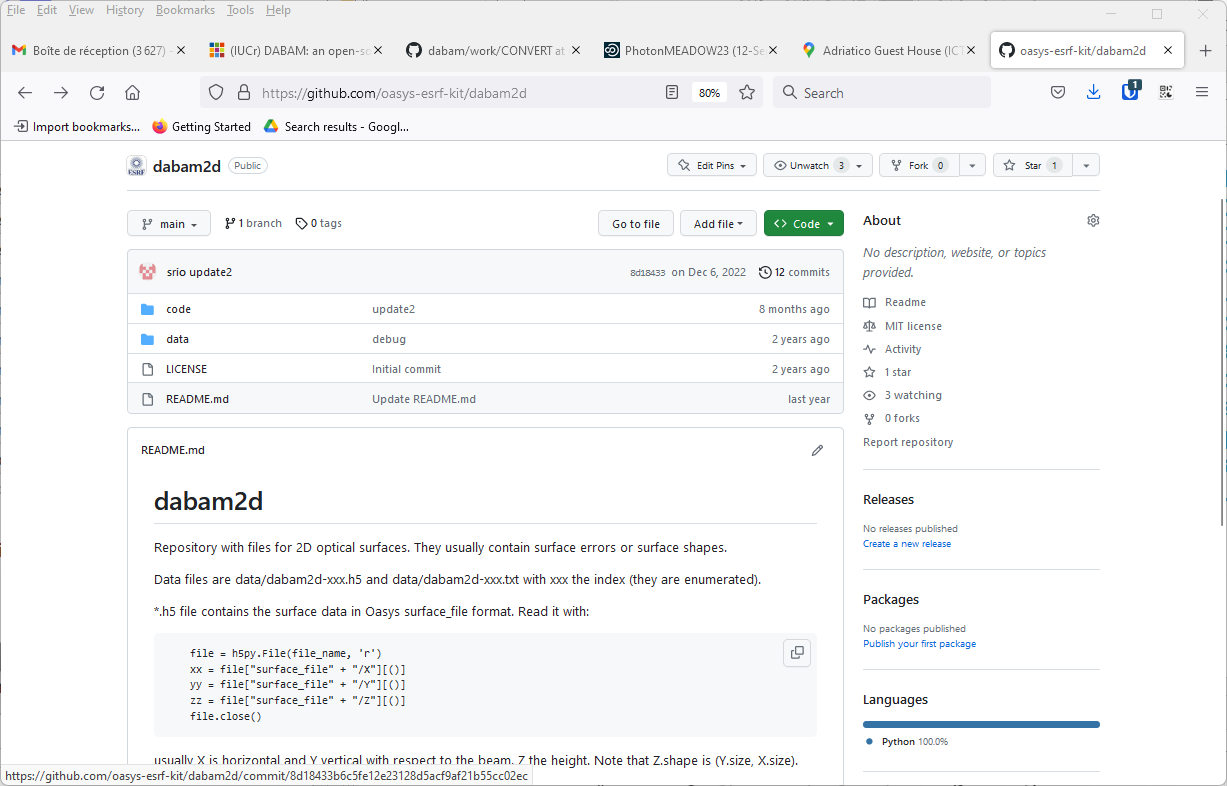 File Edit View History Bookmarks Tools Help
Boîte de réception (3 627) -
(IUCr) DABAM: an open-sc
dabam/work/CONVERT at
PhotonMEADOW23 (12-Se
Adriatico Guest House (ICT
oasys-esrf-kit/dabam2d
https://github.com/oasys-esrf-kit/dabam2d 80% Search 1
Import bookmarks... Getting Started Search results - Googl...
ESRF dabam2d Public Edit Pins Unwatch 3 Fork 0 Star 1
main 1 branch 0 tags Go to file Add file <> Code
srio update2 8d18433 on Dec 6, 2022 12 commits
code update2 8 months ago
data debug 2 years ago
LICENSE Initial commit 2 years ago
README.md Update README.md last year
README.md
dabam2d
Repository with files for 2D optical surfaces. They usually contain surface errors or surface shapes.
Data files are data/dabam2d-xxx.h5 and data/dabam2d-xxx.txt with xxx the index (they are enumerated).
*.h5 file contains the surface data in Oasys surface_file format. Read it with:
file = h5py.File(file_name, 'r')
xx = file["surface_file" + "/X"][()]
yy = file["surface_file" + "/Y"][()]
zz = file["surface_file" + "/Z"][()]
file.close()
usually X is horizontal and Y vertical with respect to the beam. Z the height. Note that Z.shape is (Y.size, X.size).
About
No description, website, or topics
provided.
Readme
MIT license
Activity
1 star
3 watching
0 forks
Report repository
Releases
No releases published
Create a new release
Packages
No packages published
Publish your first package
Languages
Python 100.0%
https://github.com/oasys-esrf-kit/dabam2d/commit/8d18433b6c5fe12e23128d5acf9af21b55cc02ec